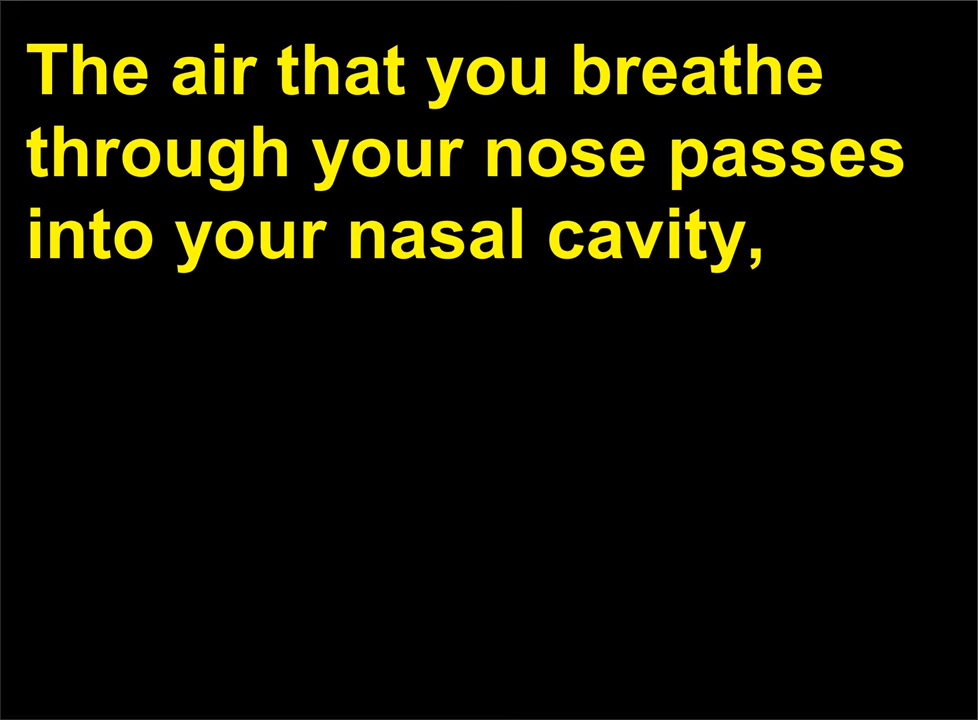 The air that you breathe
through your nose passes
into your nasal cavity,